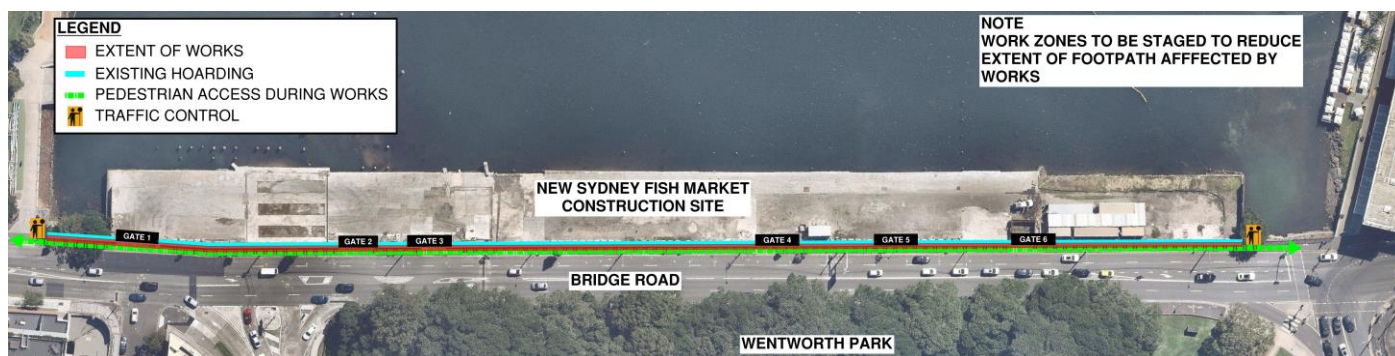 LEGEND
EXTENT OF WORKS
EXISTING HOARDING
PEDESTRIAN ACCESS DURING WORKS
TRAFFIC CONTROL
NOTE
WORK ZONES TO BE STAGED TO REDUCE
EXTENT OF FOOTPATH AFFFECTED BY
WORKS
NEW SYDNEY FISH MARKET
CONSTRUCTION SITE
GATE 1
GATE 2
GATE 3
GATE 4
GATE 5
GATE 6
BRIDGE ROAD
WENTWORTH PARK